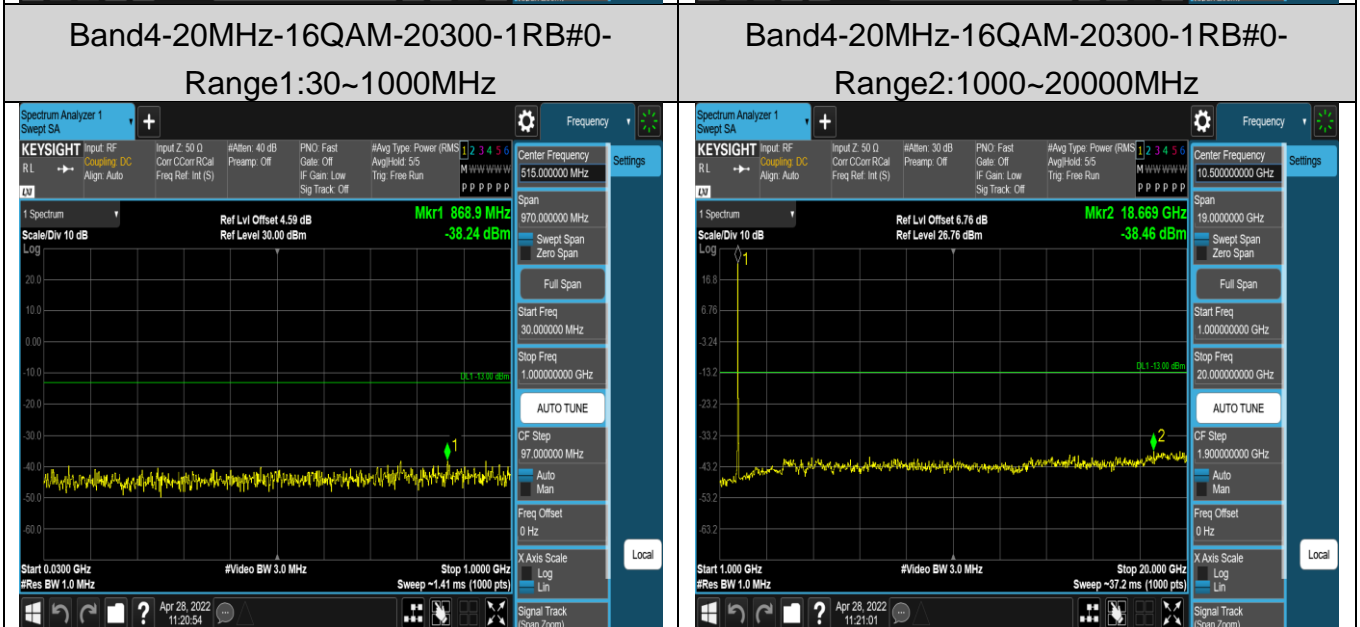 Band4-20MHz-16QAM-20300-1RB#0-
Range1:30~1000MHz
Spectrum Analyzer 1
Swept SA
Frequency
KEYSIGHT
RL
Input: RF
Coupling: DC
Align: Auto
Input Z: 50 Ω
Corr CCorr RCal
Freq Ref: Int (S)
#Atten: 40 dB
Preamp: Off
PNO: Fast
Gate: Off
IF Gain: Low
Sig Track: Off
#Avg Type: Power (RMS
Avg|Hold: 5/5
Trig: Free Run
1 2 3 4 5 6
M W W W W W
P P P P P P
LXI
1 Spectrum
Scale/Div 10 dB
Log
Ref Lvl Offset 4.59 dB
Ref Level 30.00 dBm
Mkr1 868.9 MHz
-38.24 dBm
20.0
10.0
0.00
-10.0
-20.0
-30.0
-40.0
-50.0
-60.0
DL1 -13.00 dBm
1
Start 0.0300 GHz
#Res BW 1.0 MHz
#Video BW 3.0 MHz
Stop 1.0000 GHz
Sweep ~1.41 ms (1000 pts)
Center Frequency
515.000000 MHz
Span
970.000000 MHz
Swept Span
Zero Span
Full Span
Start Freq
30.000000 MHz
Stop Freq
1.000000000 GHz
AUTO TUNE
CF Step
97.000000 MHz
Auto
Man
Freq Offset
0 Hz
X Axis Scale
Log
Lin
Signal Track
(Span Zoom)
Settings
Local
?
Apr 28, 2022
11:20:54
Band4-20MHz-16QAM-20300-1RB#0-
Range2:1000~20000MHz
Spectrum Analyzer 1
Swept SA
Frequency
KEYSIGHT
RL
Input: RF
Coupling: DC
Align: Auto
Input Z: 50 Ω
Corr CCorr RCal
Freq Ref: Int (S)
#Atten: 30 dB
Preamp: Off
PNO: Fast
Gate: Off
IF Gain: Low
Sig Track: Off
#Avg Type: Power (RMS
Avg|Hold: 5/5
Trig: Free Run
1 2 3 4 5 6
M W W W W W
P P P P P P
LXI
1 Spectrum
Scale/Div 10 dB
Log
Ref Lvl Offset 6.76 dB
Ref Level 26.76 dBm
Mkr2 18.669 GHz
-38.46 dBm
1
16.8
6.76
-3.24
-13.2
-23.2
-33.2
-43.2
-53.2
-63.2
DL1 -13.00 dBm
2
Start 1.000 GHz
#Res BW 1.0 MHz
#Video BW 3.0 MHz
Stop 20.000 GHz
Sweep ~37.2 ms (1000 pts)
Center Frequency
10.500000000 GHz
Span
19.0000000 GHz
Swept Span
Zero Span
Full Span
Start Freq
1.000000000 GHz
Stop Freq
20.000000000 GHz
AUTO TUNE
CF Step
1.900000000 GHz
Auto
Man
Freq Offset
0 Hz
X Axis Scale
Log
Lin
Signal Track
(Span Zoom)
Settings
Local
?
Apr 28, 2022
11:21:01